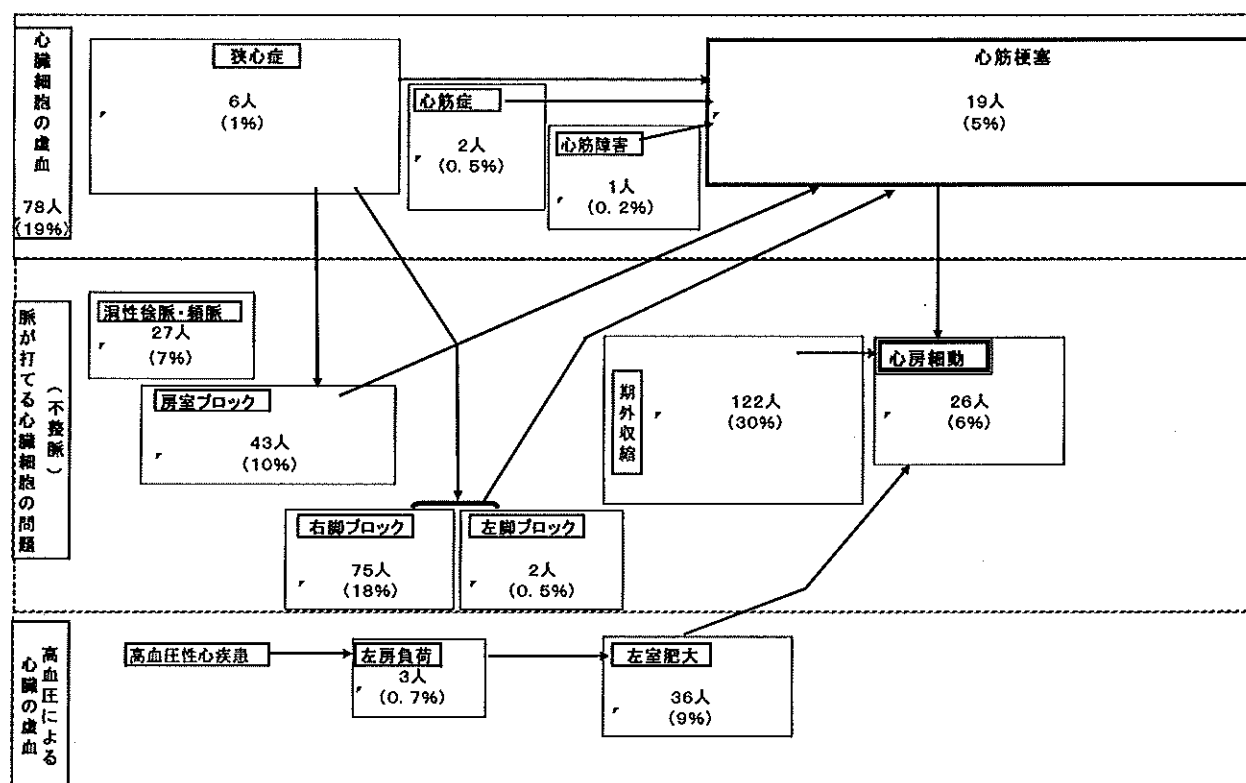 心臓細胞の虚血
78人
(19%)
狭心症
6人
(1%)
心筋症
2人
(0.5%)
心筋障害
1人
(0.2%)
心筋梗塞
19人
(5%)
脈が打てる心臓細胞の問題
(不整脈)
洞性徐脈・頻脈
27人
(7%)
房室ブロック
43人
(10%)
右脚ブロック
75人
(18%)
左脚ブロック
2人
(0.5%)
期外収縮
122人
(30%)
心房細動
26人
(6%)
高血圧による
心臓の虚血
高血圧性心疾患
左房負荷
3人
(0.7%)
左室肥大
36人
(9%)